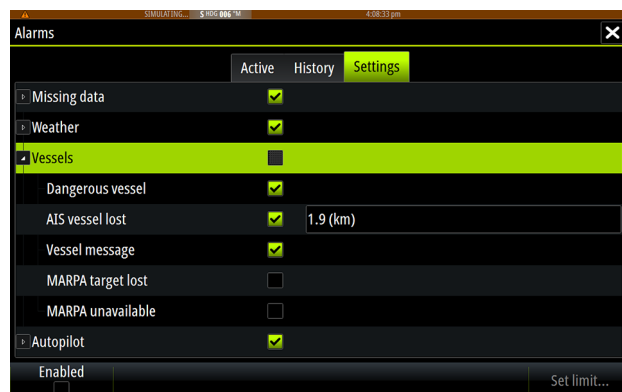 SIMULATING... S HDG 006 °M 4:08:33 pm
Alarms
Active History Settings
Missing data
Weather
Vessels
Dangerous vessel
AIS vessel lost 1.9 (km)
Vessel message
MARPA target lost
MARPA unavailable
Autopilot
Enabled
Set limit...